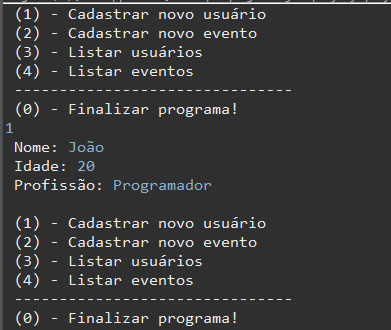 (1) - Cadastrar novo usuário
(2) - Cadastrar novo evento
(3) - Listar usuários
(4) - Listar eventos
-------------------------------
(0) - Finalizar programa!
1
Nome: João
Idade: 20
Profissão: Programador
(1) - Cadastrar novo usuário
(2) - Cadastrar novo evento
(3) - Listar usuários
(4) - Listar eventos
-------------------------------
(0) - Finalizar programa!